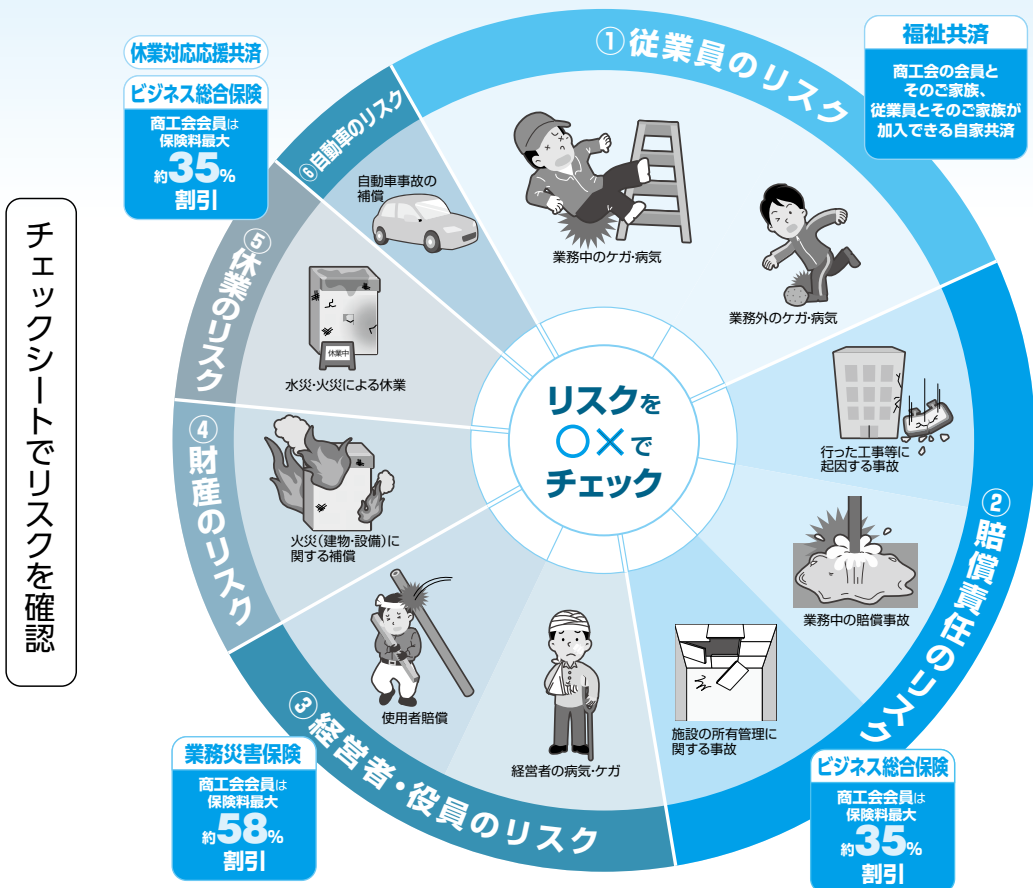 チェックシートでリスクを確認
休業対応応援共済
ビジネス総合保険
商工会会員は
保険料最大
約35%
割引
福祉共済
商工会の会員と
そのご家族、
従業員とそのご家族が
加入できる自家共済
①従業員のリスク
業務中のケガ・病気
業務外のケガ・病気
②賠償責任のリスク
行った工事等に
起因する事故
業務中の賠償事故
施設の所有管理に
関する事故
ビジネス総合保険
商工会会員は
保険料最大
約35%
割引
③経営者・役員のリスク
経営者の病気・ケガ
使用者賠償
業務災害保険
商工会会員は
保険料最大
約58%
割引
④財産のリスク
火災(建物・設備)に
関する補償
⑤休業のリスク
休業中
水災・火災による休業
⑥自動車のリスク
自動車事故の
補償
リスクを
○×で
チェック